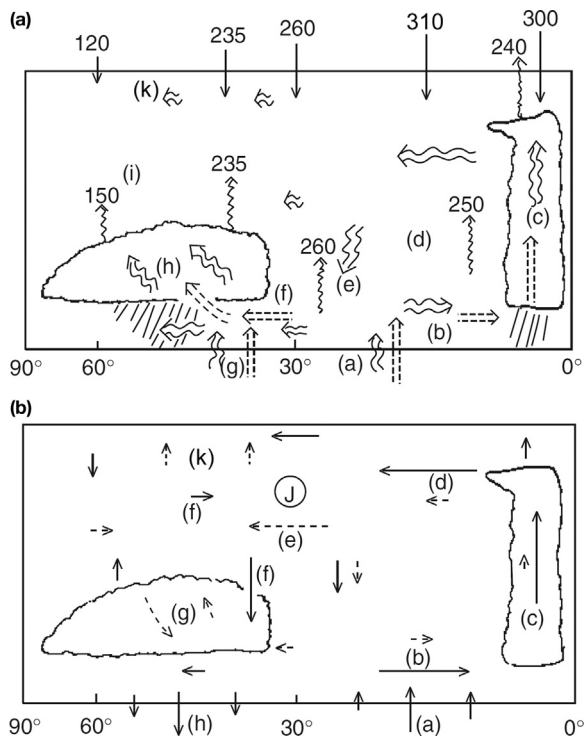 (a)
120 235 260 310 240 300
(k)
(i)
150 235
(d) 250 (c)
(h) 260 (e)
(f)
(b)
(g) (a)
90° 60° 30° 0°
(b)
(k)
(f) J (d)
(e)
(f)
(g) (c)
(b)
90° 60° (h) 30° (a) 0°